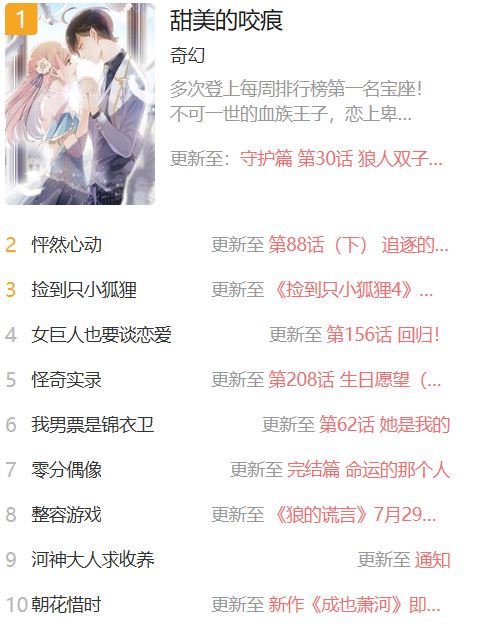 1
甜美的咬痕
奇幻
多次登上每周排行榜第一名宝座！
不可一世的血族王子，恋上卑...
更新至：守护篇 第30话 狼人双子...
2 怦然心动 更新至 第88话（下） 追逐的...
3 捡到只小狐狸 更新至 《捡到只小狐狸4》...
4 女巨人也要谈恋爱 更新至 第156话 回归！
5 怪奇实录 更新至 第208话 生日愿望（...
6 我男票是锦衣卫 更新至 第62话 她是我的
7 零分偶像 更新至 完结篇 命运的那个人
8 整容游戏 更新至 《狼的谎言》7月29...
9 河神大人求收养 更新至 通知
10 朝花惜时 更新至 新作《成也萧河》即...